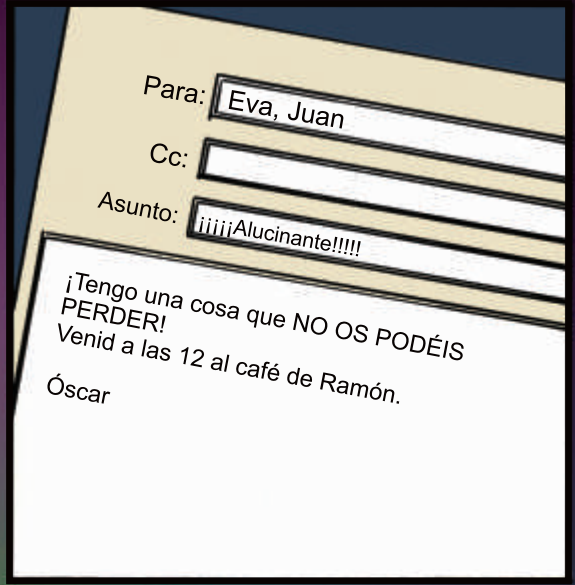 Para: Eva, Juan
Cc:
Asunto: ¡¡¡¡¡Alucinante!!!!!
¡Tengo una cosa que NO OS PODÉIS
PERDER!
Venid a las 12 al café de Ramón.
Óscar